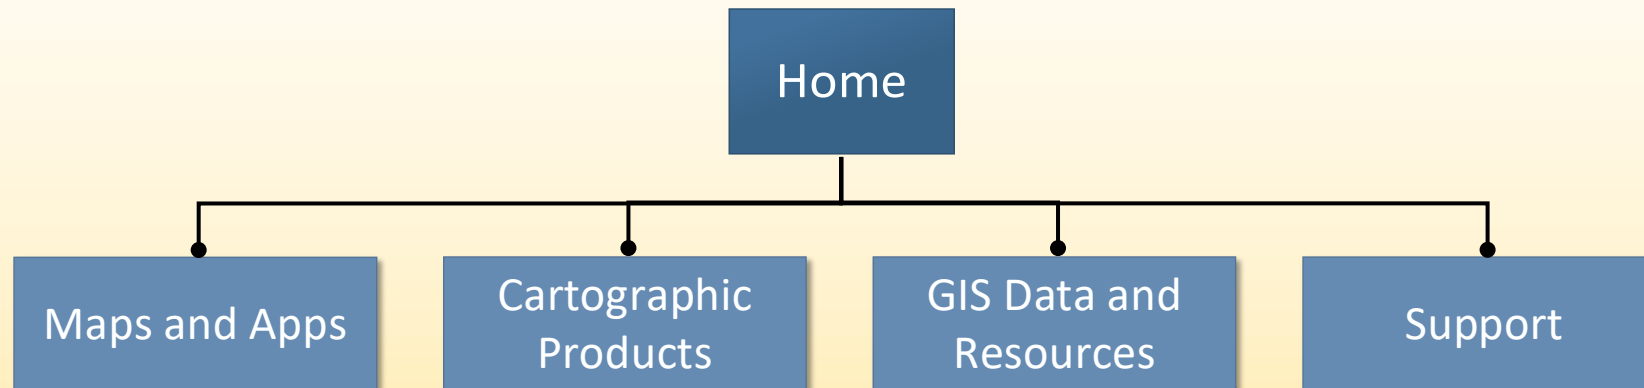 Home
Maps and Apps
Cartographic
Products
GIS Data and
Resources
Support